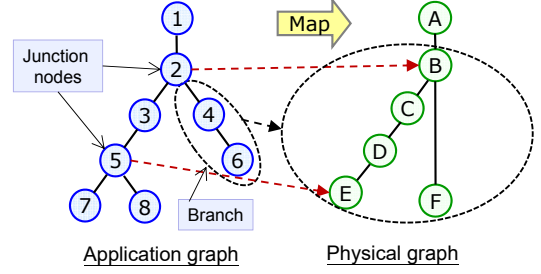 1
Map
A
Junction
nodes
2
B
3
4
C
5
6
D
E
7
8
Branch
F
Application graph
Physical graph